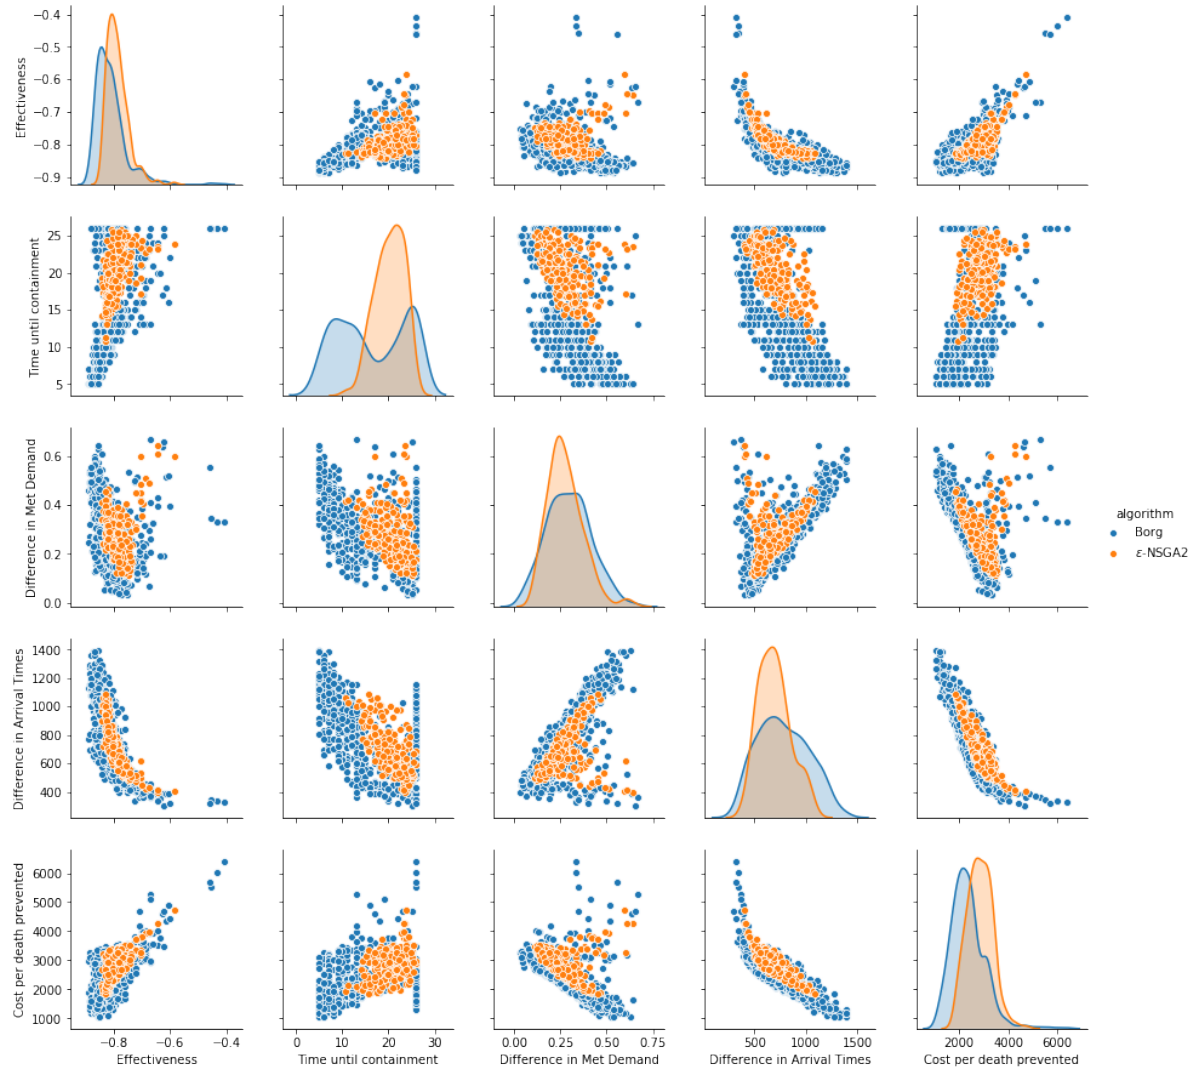 −0.4
−0.5
−0.6
−0.7
−0.8
−0.9
Effectiveness
25
20
15
10
5
Time until containment
0.6
0.4
0.2
0.0
Difference in Met Demand
algorithm
Borg
ε-NSGA2
1400
1200
1000
800
600
400
Difference in Arrival Times
6000
5000
4000
3000
2000
1000
Cost per death prevented
−0.8 −0.6 −0.4
Effectiveness
0 10 20 30
Time until containment
0.00 0.25 0.50 0.75
Difference in Met Demand
500 1000 1500
Difference in Arrival Times
2000 4000 6000
Cost per death prevented